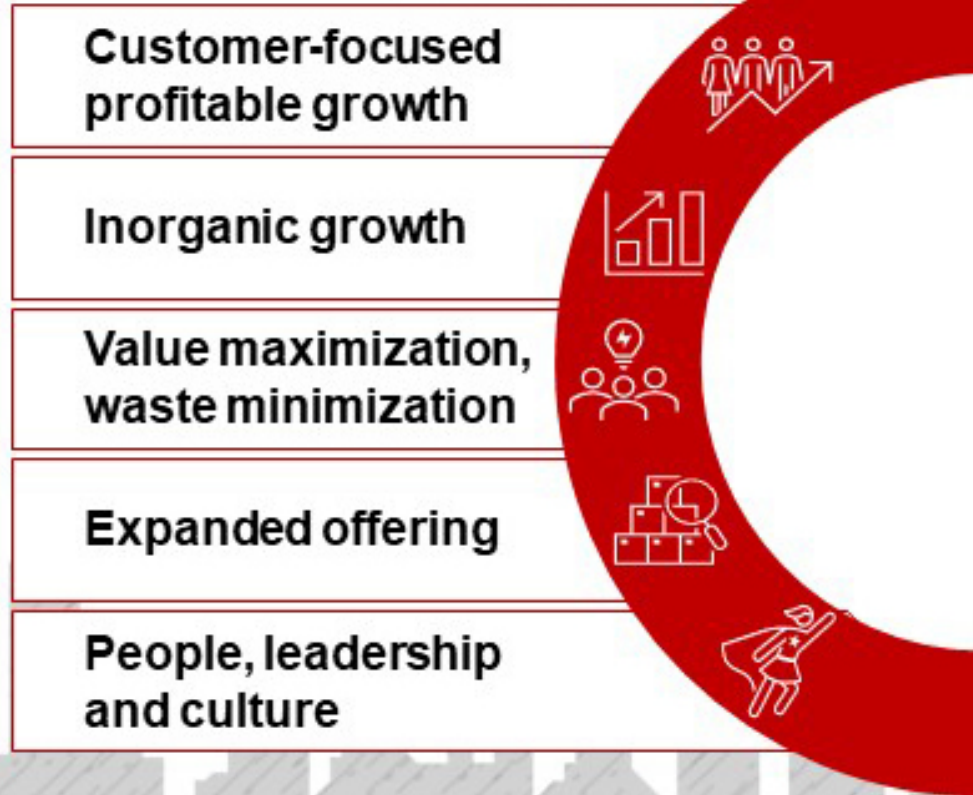 Customer-focused
profitable growth
Inorganic growth
Value maximization,
waste minimization
Expanded offering
People, leadership
and culture